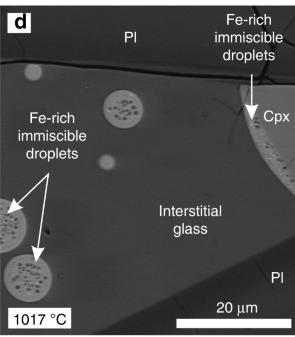 d
Pl
Fe-rich
immiscible
droplets
Cpx
Fe-rich
immiscible
droplets
Interstitial
glass
Pl
1017 °C
20 μm